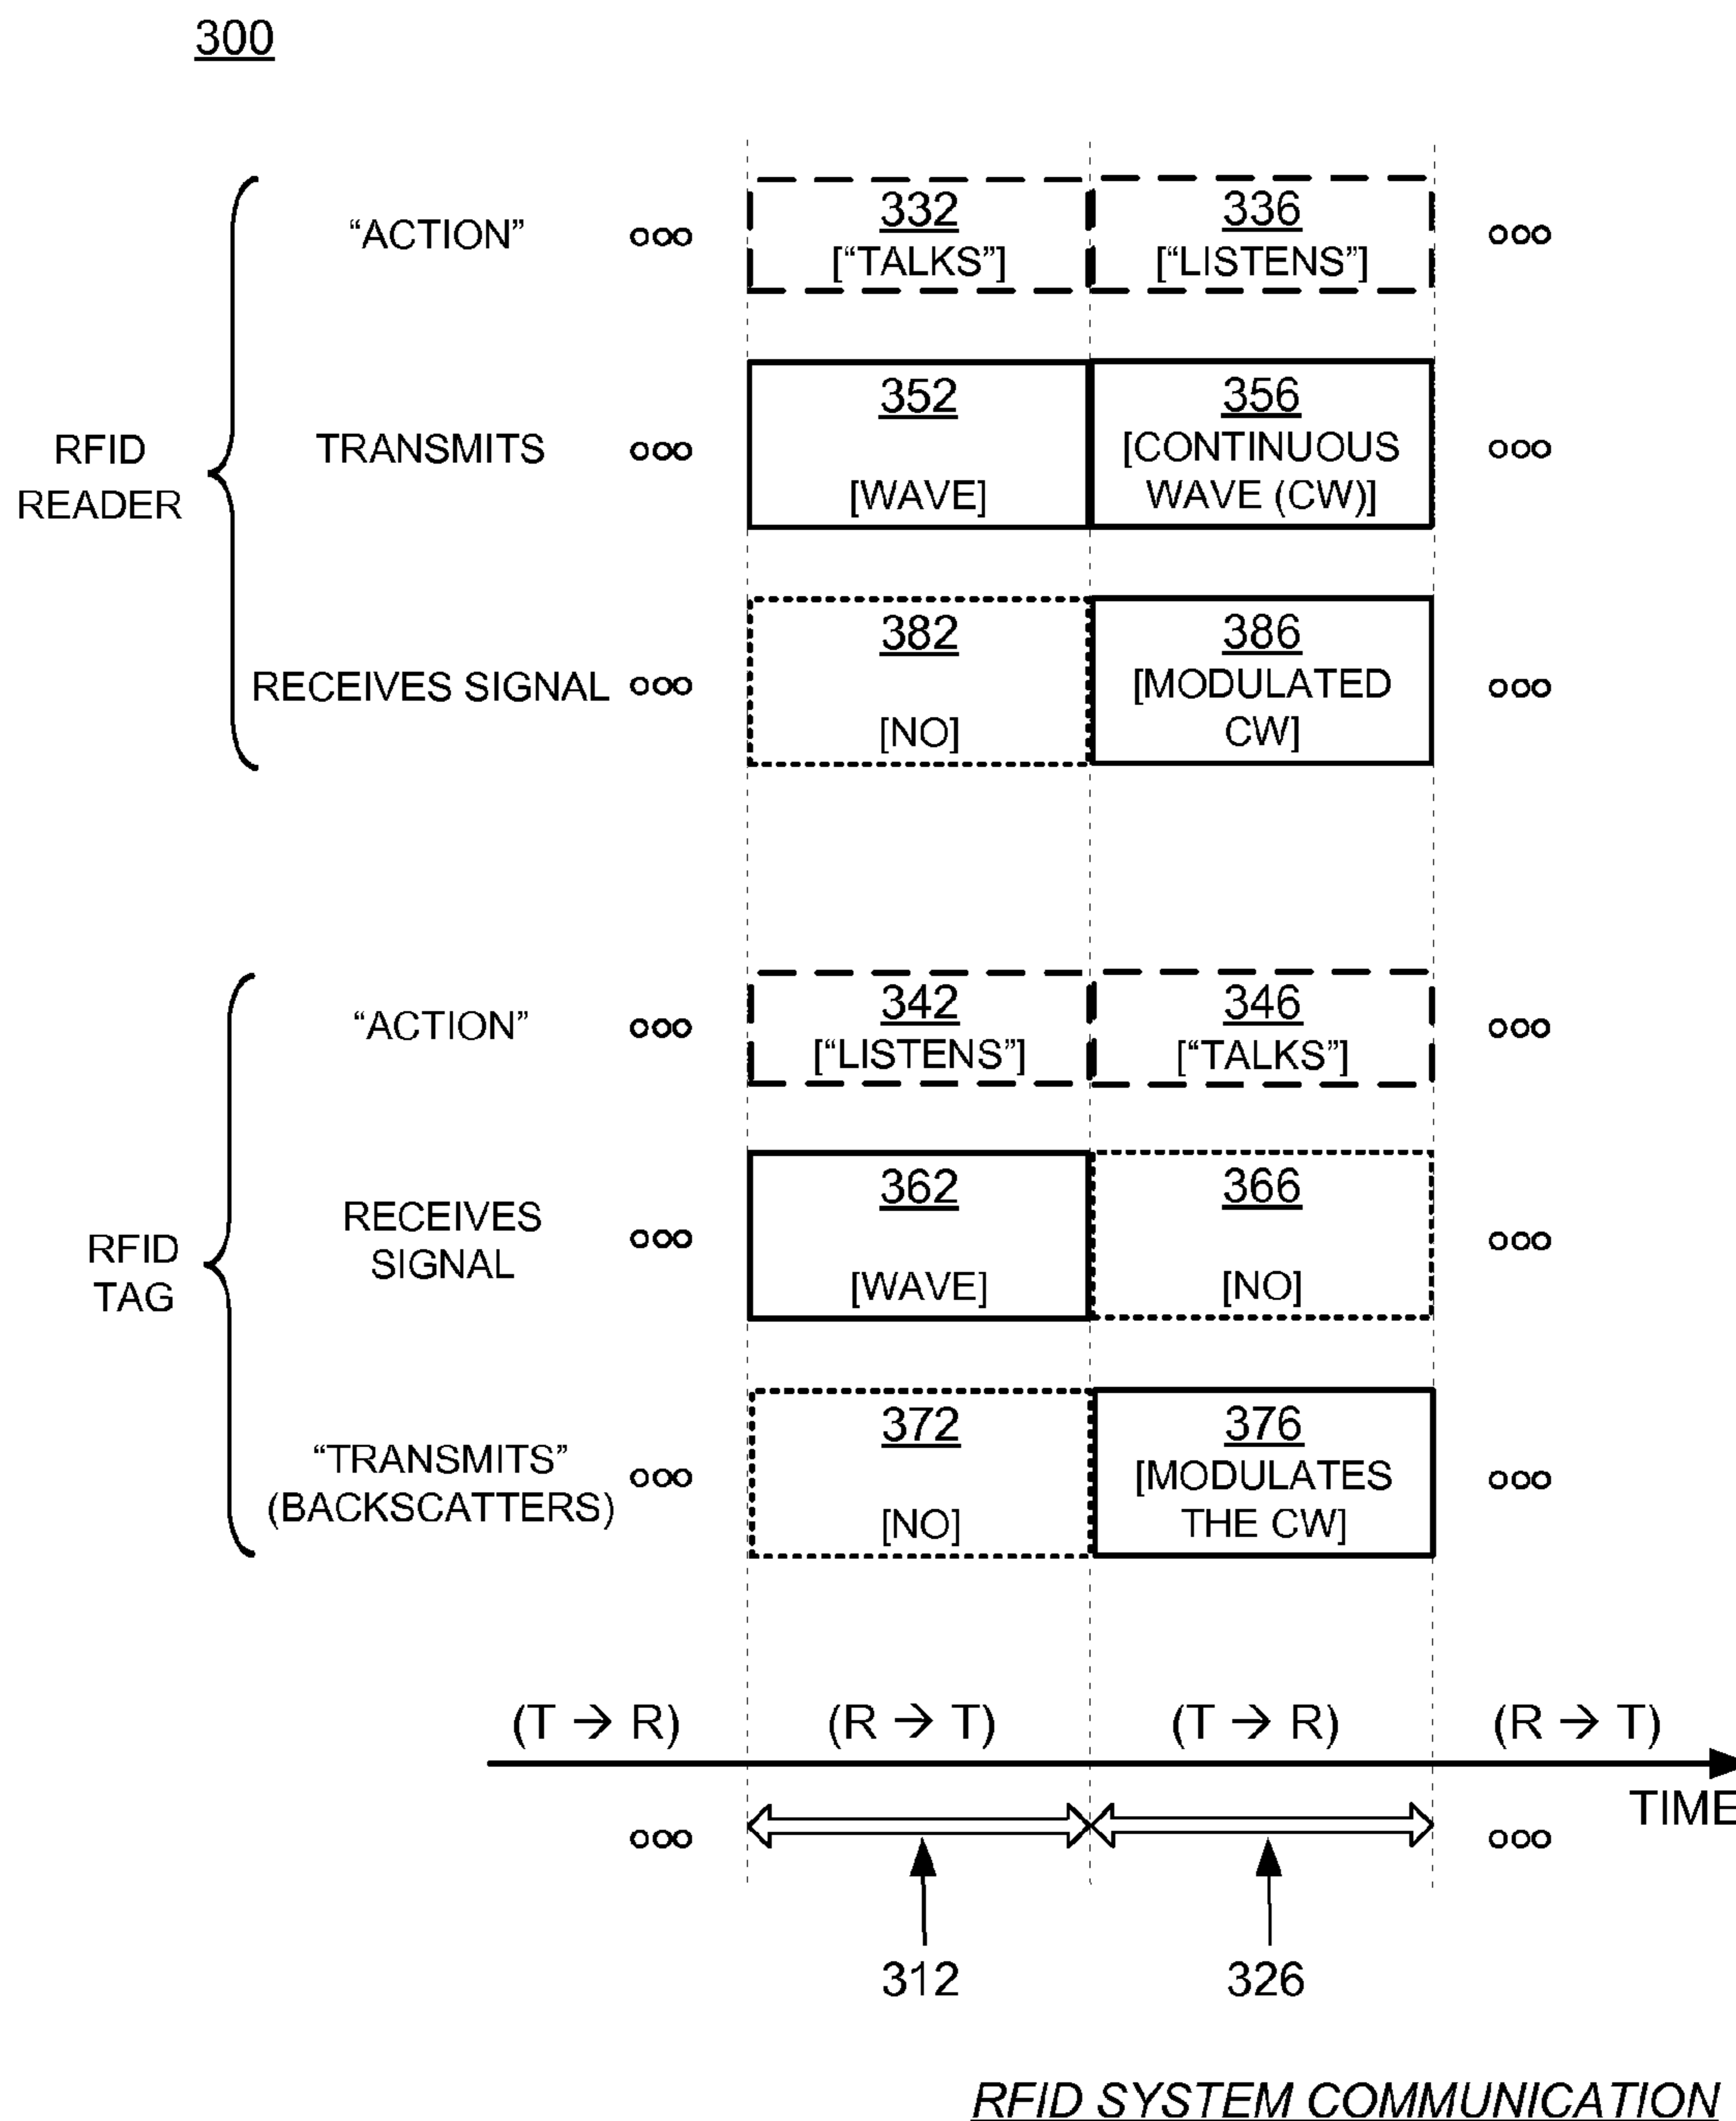 300
"ACTION"
332
["TALKS"]
336
["LISTENS"]
RFID
READER
TRANSMITS
352
[WAVE]
356
[CONTINUOUS
WAVE (CW)]
RECEIVES SIGNAL
382
[NO]
386
[MODULATED
CW]
"ACTION"
342
["LISTENS"]
346
["TALKS"]
RFID
TAG
RECEIVES
SIGNAL
362
[WAVE]
366
[NO]
"TRANSMITS"
(BACKSCATTERS)
372
[NO]
376
[MODULATES
THE CW]
(T → R) (R → T) (T → R) (R → T)
TIME
312 326
RFID SYSTEM COMMUNICATION